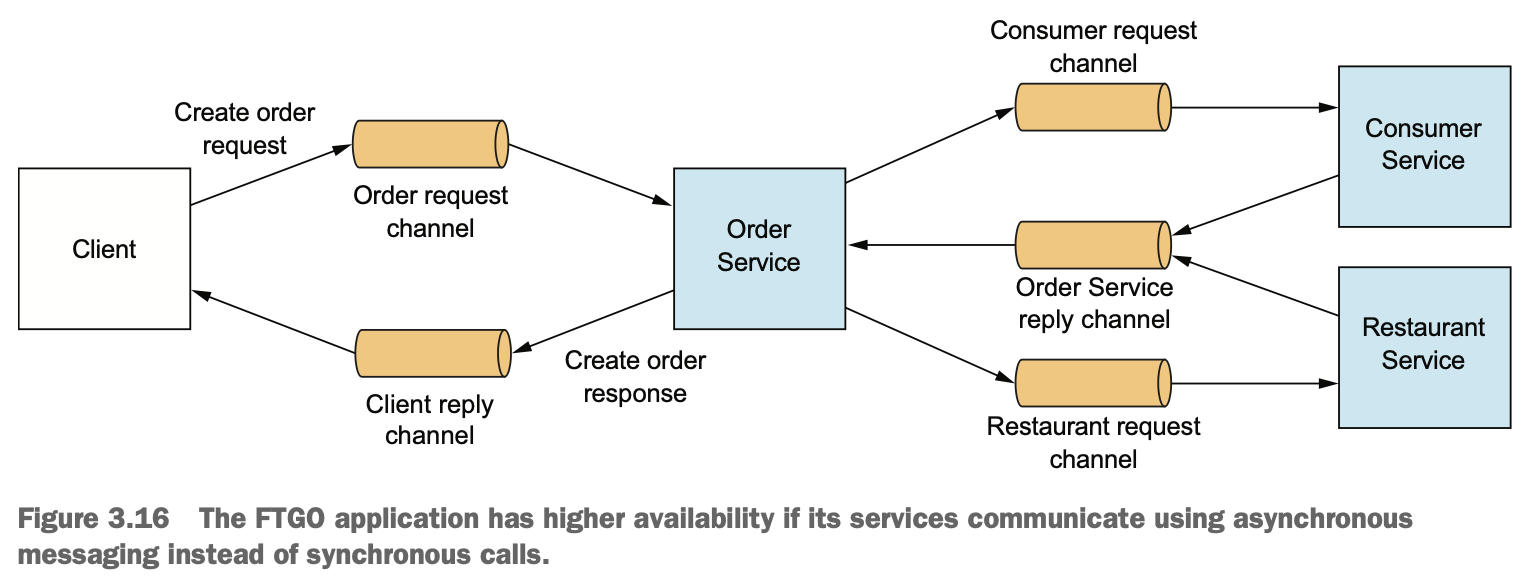 Consumer request
channel
Create order
request
Order request
channel
Client
Order
Service
Consumer
Service
Order Service
reply channel
Restaurant
Service
Create order
response
Client reply
channel
Restaurant request
channel
Figure 3.16 The FTGO application has higher availability if its services communicate using asynchronous
messaging instead of synchronous calls.